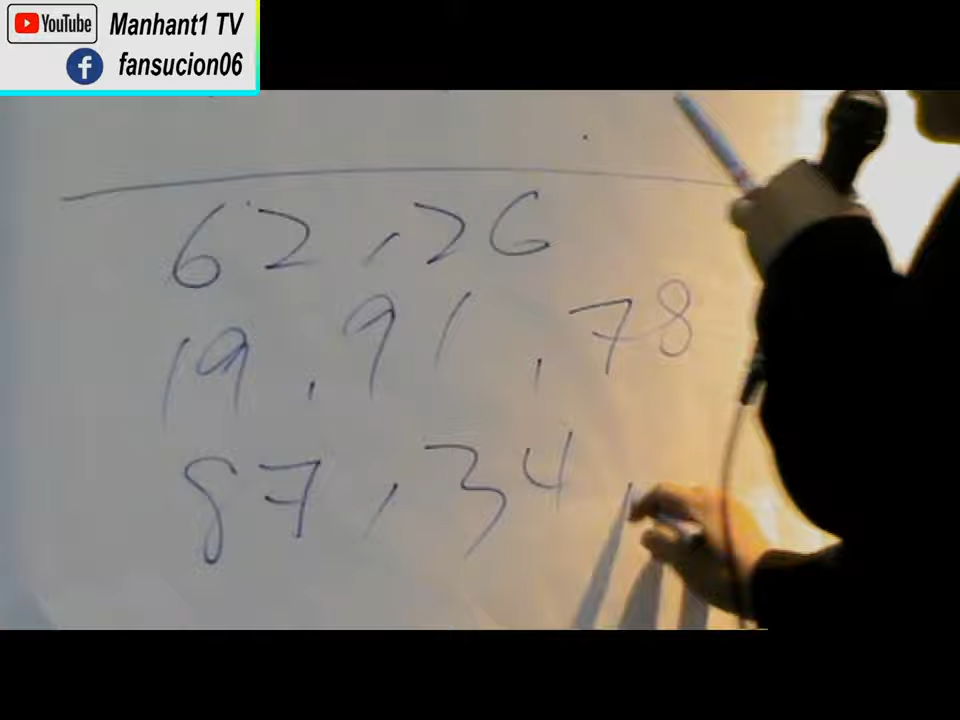 YouTube Manhant1 TV
f fansucion06
62, 26
19, 91, 78
87, 34,